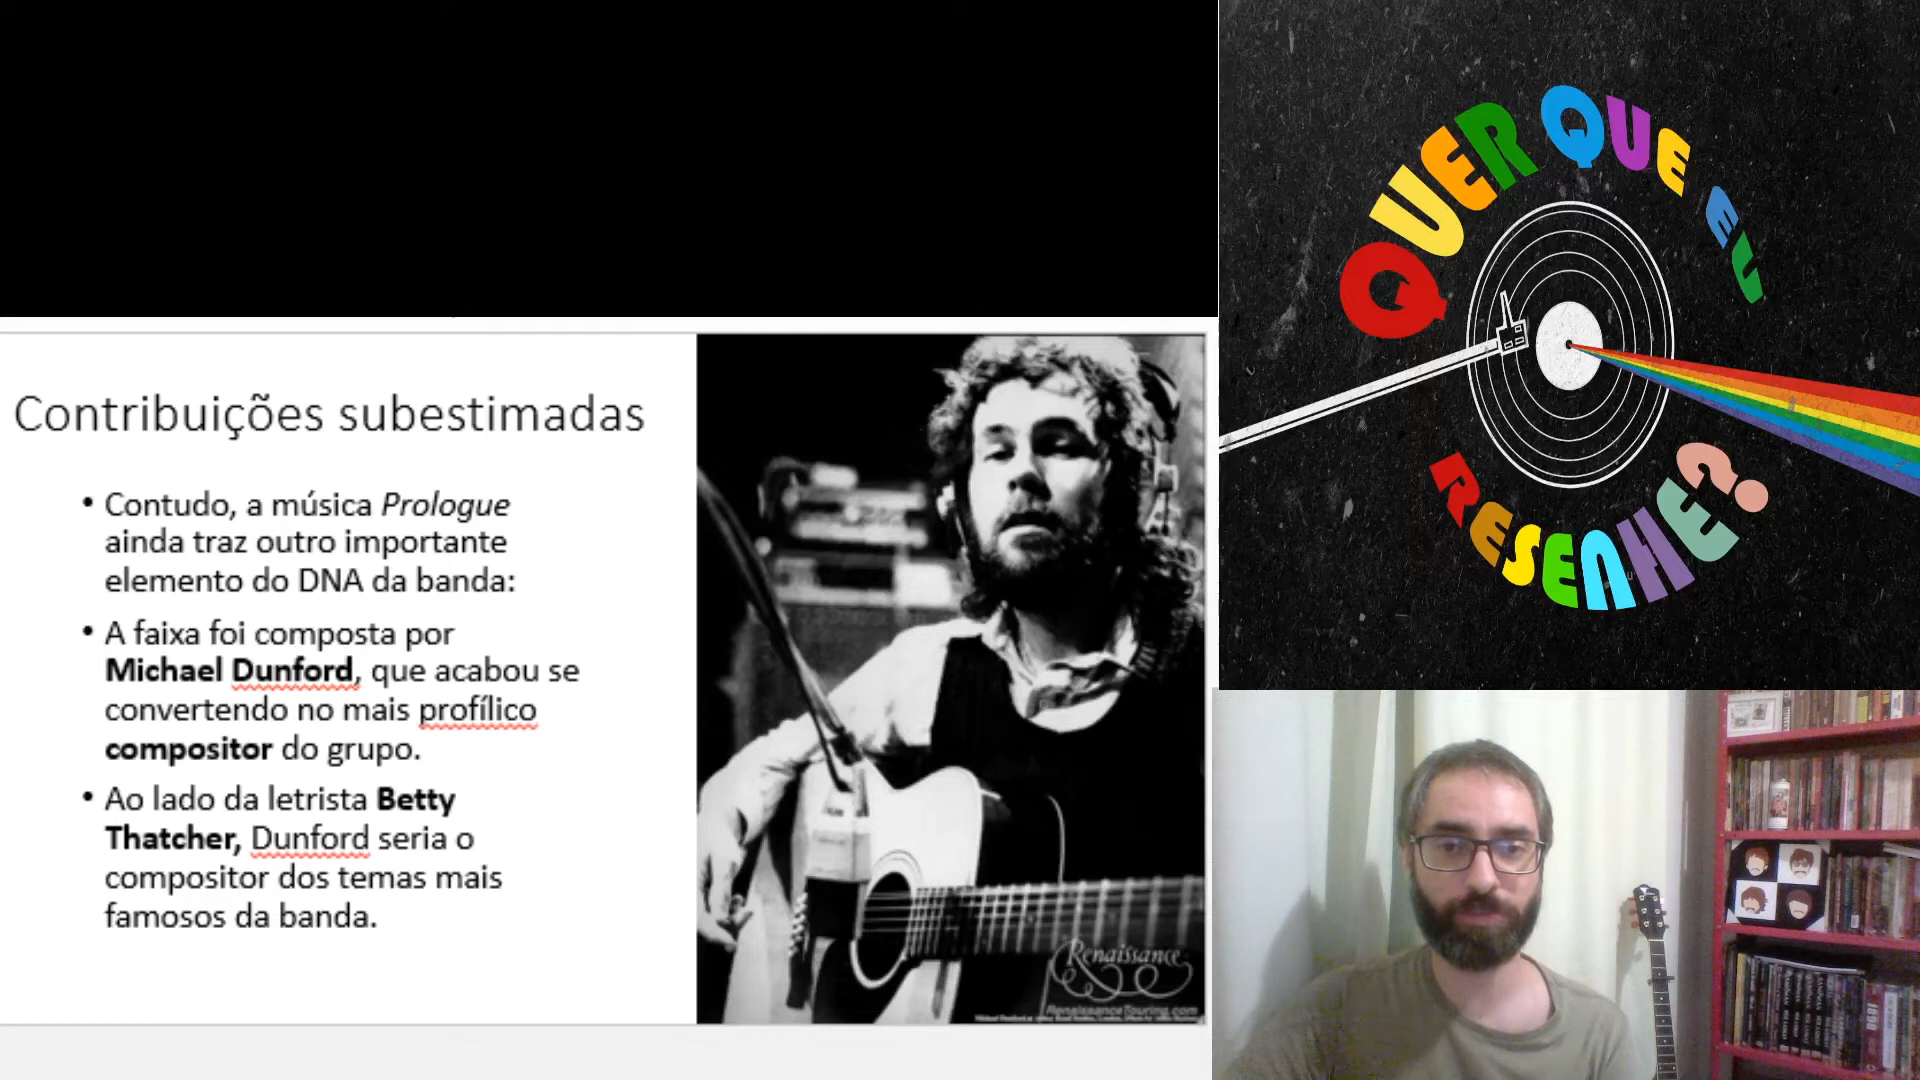 Contribuições subestimadas
• Contudo, a música Prologue
ainda traz outro importante
elemento do DNA da banda:
• A faixa foi composta por
Michael Dunford, que acabou se
convertendo no mais profílico
compositor do grupo.
• Ao lado da letrista Betty
Thatcher, Dunford seria o
compositor dos temas mais
famosos da banda.
Renaissance
RenaissanceTouring.com
QUER QUE EU
RESENHE?